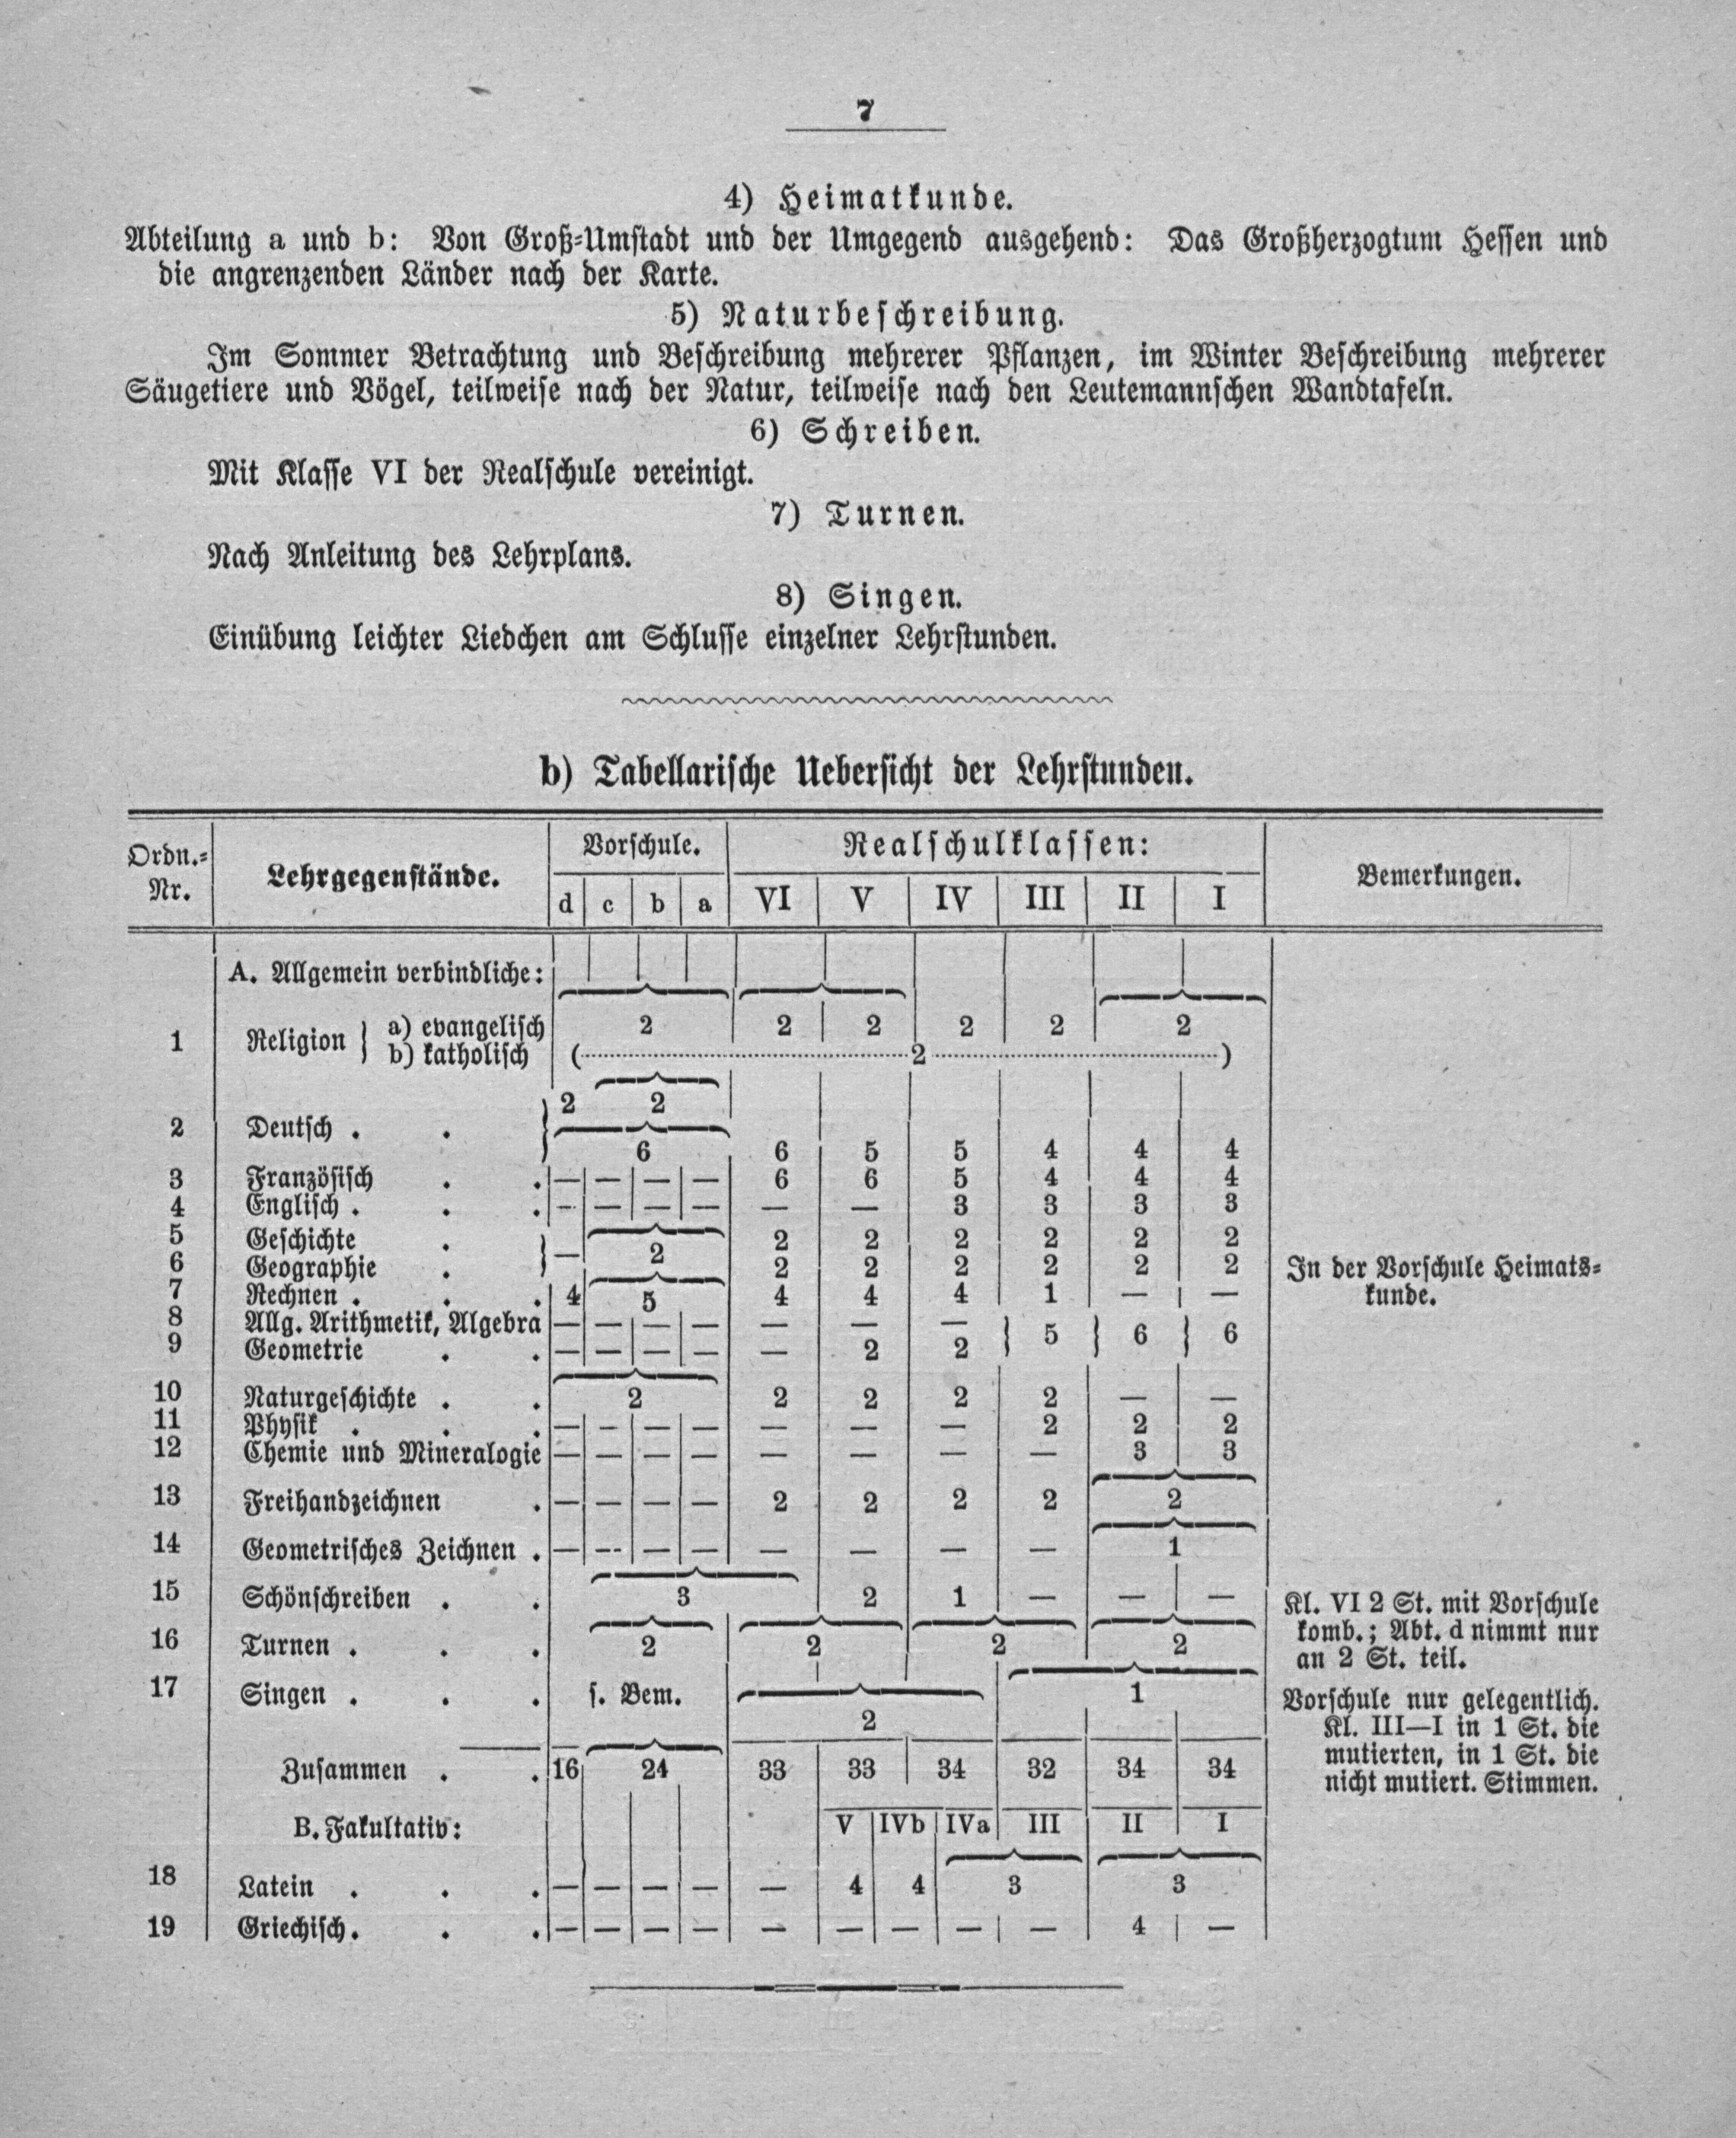 7
4) Heimatkunde.
Abteilung a und b: Von Groß-Umstadt und der Umgegend ausgehend: Das Großherzogtum Hessen und
die angrenzenden Länder nach der Karte.
5) Naturbeschreibung.
Im Sommer Betrachtung und Beschreibung mehrerer Pflanzen, im Winter Beschreibung mehrerer
Säugetiere und Vögel, teilweise nach der Natur, teilweise nach den Leutemannschen Wandtafeln.
6) Schreiben.
Mit Klasse VI der Realschule vereinigt.
7) Turnen.
Nach Anleitung des Lehrplans.
8) Singen.
Einübung leichter Liedchen am Schlusse einzelner Lehrstunden.
b) Tabellarische Uebersicht der Lehrstunden.
Ordn.-Nr. Lehrgegenstände. Vorschule. Realschulklassen: Bemerkungen.
d c b a VI V IV III II I
A. Allgemein verbindliche:
1 Religion } a) evangelisch 2 2 2 2 2 2
b) katholisch (2)
2 2
2 Deutsch . . } 6 6 5 5 4 4 4
3 Französisch . . — — — — 6 6 5 4 4 4
4 Englisch . . . — — — — — — 3 3 3 3
5 Geschichte . } — 2 2 2 2 2 2 2
6 Geographie . 2 2 2 2 2 2 In der Vorschule Heimats-
7 Rechnen . . . 4 5 4 4 4 1 — — kunde.
8 Allg. Arithmetik, Algebra — — — — — — — } 5 } 6 } 6
9 Geometrie . . — — — — — 2 2
10 Naturgeschichte . . 2 2 2 2 2 — —
11 Physik . . . — — — — — — — 2 2 2
12 Chemie und Mineralogie — — — — — — — — 3 3
13 Freihandzeichnen . — — — — 2 2 2 2 2
14 Geometrisches Zeichnen . — — — — — — — — 1
15 Schönschreiben . . 3 2 1 — — — Kl. VI 2 St. mit Vorschule
komb.; Abt. d nimmt nur
16 Turnen . . . 2 2 2 2 an 2 St. teil.
17 Singen . . . s. Bem. 2 1 Vorschule nur gelegentlich.
Kl. III—I in 1 St. die
mutierten, in 1 St. die
nicht mutiert. Stimmen.
Zusammen . . 16 24 33 33 34 32 34 34
B. Fakultativ: V IVb IVa III II I
18 Latein . . . — — — — — 4 4 3 3
19 Griechisch. . . — — — — — — — — — 4 —